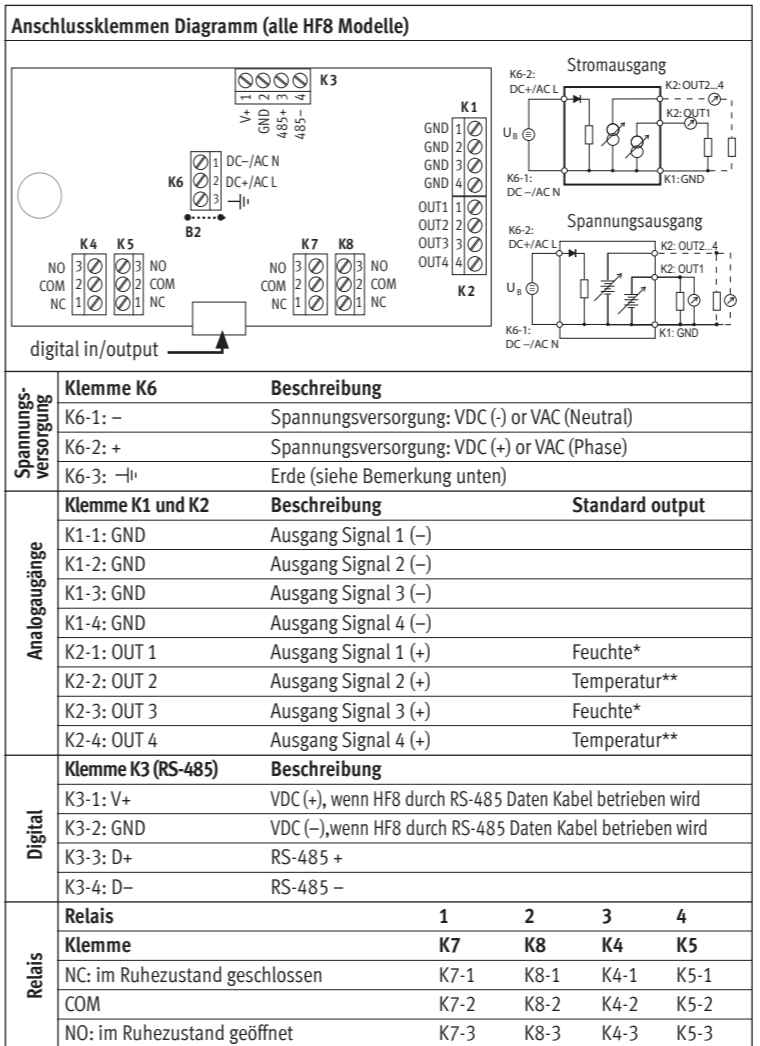 Anschlussklemmen Diagramm (alle HF8 Modelle)
K3
1 2 3 4
V+ GND 485+ 485–
K1
GND 1
GND 2
GND 3
GND 4
OUT1 1
OUT2 2
OUT3 3
OUT4 4
K2
K6
1 DC–/AC N
2 DC+/AC L
3
B2
K4 K5
NO 3 3 NO
COM 2 2 COM
NC 1 1 NC
K7 K8
NO 3 3 NO
COM 2 2 COM
NC 1 1 NC
digital in/output
Stromausgang
K6-2:
DC+/AC L
K2: OUT2...4
K2: OUT1
UB
K6-1:
DC –/AC N
K1: GND
Spannungsausgang
K6-2:
DC+/AC L
K2: OUT2...4
K2: OUT1
UB
K6-1:
DC –/AC N
K1: GND
Spannungs-
versorgung
Klemme K6 Beschreibung
K6-1: – Spannungsversorgung: VDC (-) or VAC (Neutral)
K6-2: + Spannungsversorgung: VDC (+) or VAC (Phase)
K6-3: Erde (siehe Bemerkung unten)
Analogaugänge
Klemme K1 und K2 Beschreibung Standard output
K1-1: GND Ausgang Signal 1 (–)
K1-2: GND Ausgang Signal 2 (–)
K1-3: GND Ausgang Signal 3 (–)
K1-4: GND Ausgang Signal 4 (–)
K2-1: OUT 1 Ausgang Signal 1 (+) Feuchte*
K2-2: OUT 2 Ausgang Signal 2 (+) Temperatur**
K2-3: OUT 3 Ausgang Signal 3 (+) Feuchte*
K2-4: OUT 4 Ausgang Signal 4 (+) Temperatur**
Digital
Klemme K3 (RS-485) Beschreibung
K3-1: V+ VDC (+), wenn HF8 durch RS-485 Daten Kabel betrieben wird
K3-2: GND VDC (–),wenn HF8 durch RS-485 Daten Kabel betrieben wird
K3-3: D+ RS-485 +
K3-4: D– RS-485 –
Relais
Relais 1 2 3 4
Klemme K7 K8 K4 K5
NC: im Ruhezustand geschlossen K7-1 K8-1 K4-1 K5-1
COM K7-2 K8-2 K4-2 K5-2
NO: im Ruhezustand geöffnet K7-3 K8-3 K4-3 K5-3